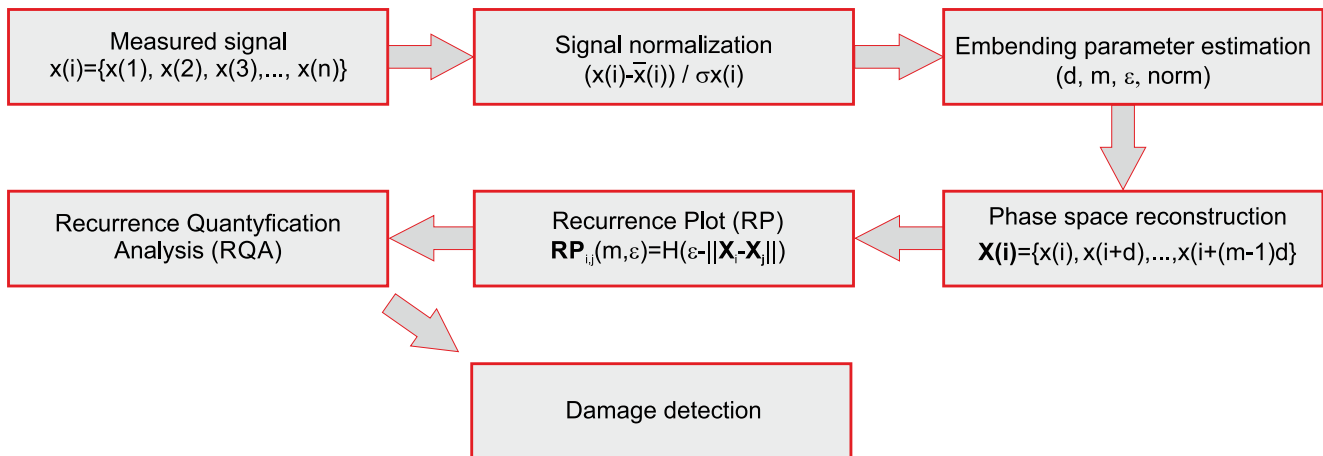 Measured signal
x(i)={x(1), x(2), x(3),..., x(n)}
Signal normalization
(x(i)-x̅(i)) / σx(i)
Embending parameter estimation
(d, m, ε, norm)
Phase space reconstruction
X(i)={x(i), x(i+d),...,x(i+(m-1)d}
Recurrence Plot (RP)
RPi,j(m,ε)=H(ε-||Xi-Xj||)
Recurrence Quantyfication
Analysis (RQA)
Damage detection